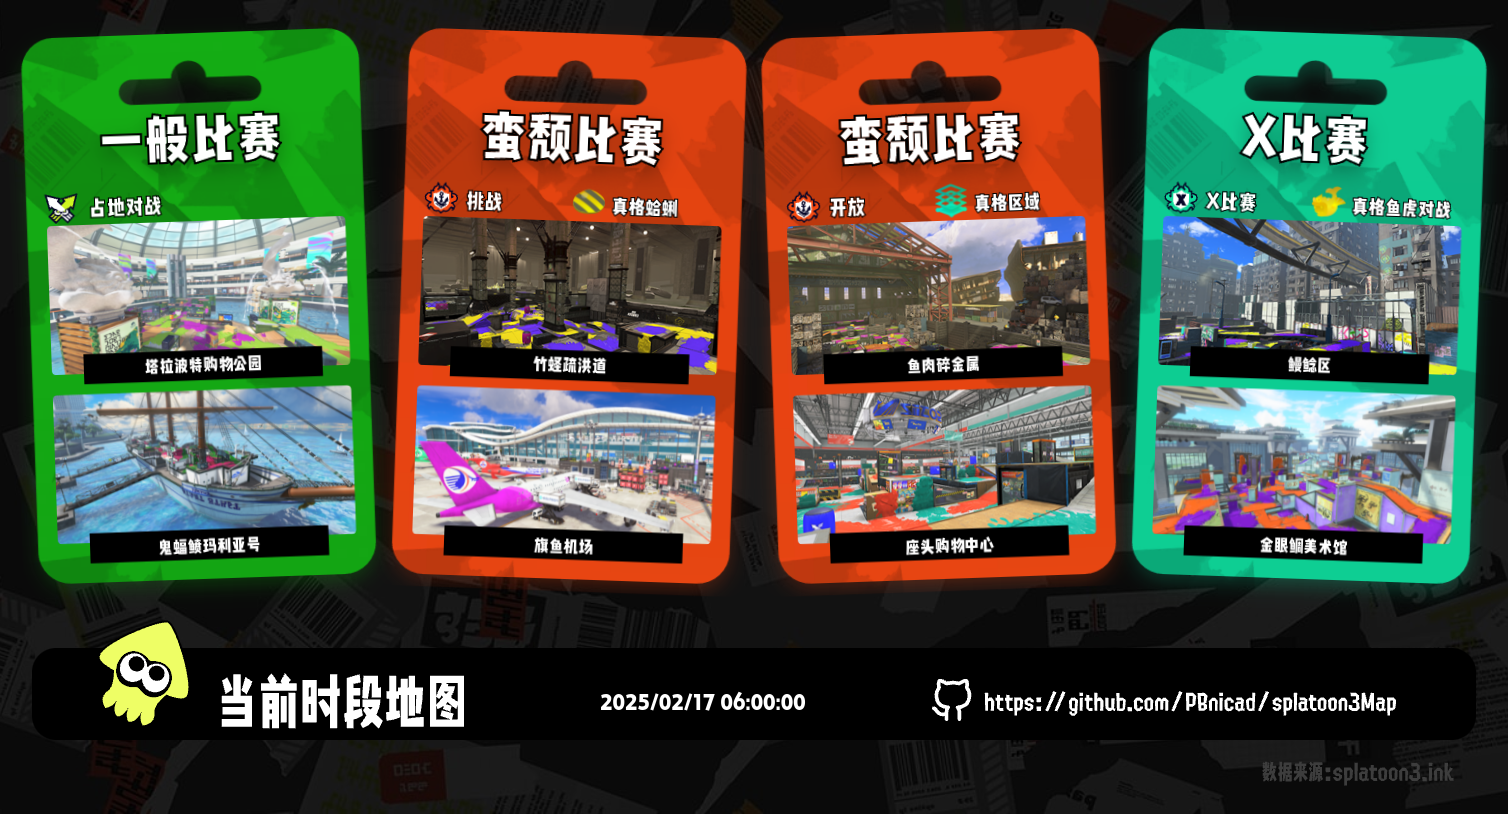 一般比赛
占地对战
塔拉波特购物公园
鬼蝠鲼玛利亚号
蛮颓比赛
挑战
真格蛤蜊
竹蛏疏洪道
旗鱼机场
蛮颓比赛
开放
真格区域
鱼肉碎金属
座头购物中心
X比赛
X比赛
真格鱼虎对战
鳗鲶区
金眼鲷美术馆
当前时段地图
2025/02/17 06:00:00
https://github.com/PBnicad/splatoon3Map
数据来源:splatoon3.ink